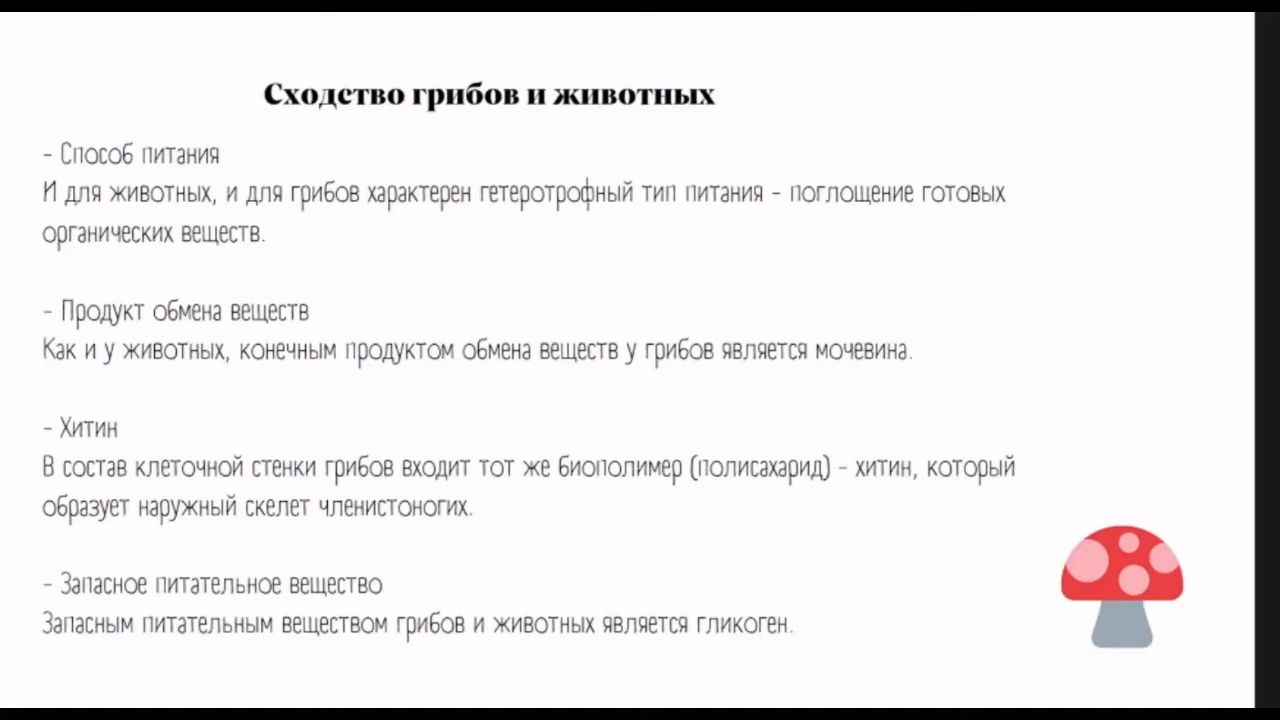 Сходство грибов и животных
- Способ питания
И для животных, и для грибов характерен гетеротрофный тип питания - поглощение готовых
органических веществ.
- Продукт обмена веществ
Как и у животных, конечным продуктом обмена веществ у грибов является мочевина.
- Хитин
В состав клеточной стенки грибов входит тот же биополимер (полисахарид) - хитин, который
образует наружный скелет членистоногих.
- Запасное питательное вещество
Запасным питательным веществом грибов и животных является гликоген.